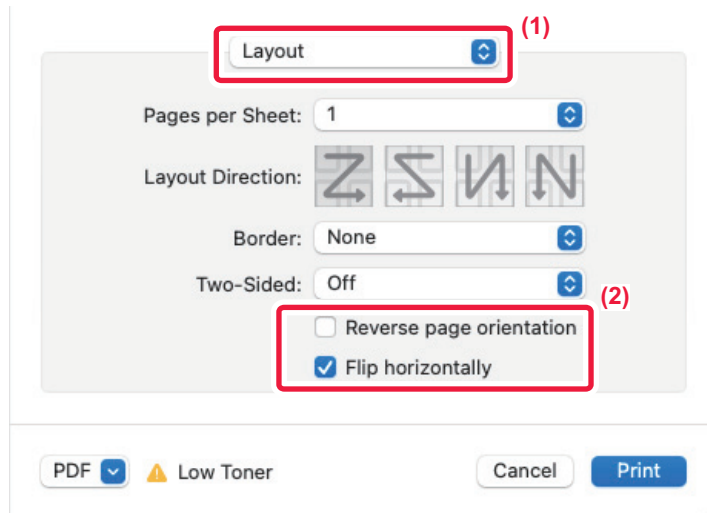 (1)
Layout
Pages per Sheet: 1
Layout Direction:
Border: None
Two-Sided: Off
(2)
Reverse page orientation
Flip horizontally
PDF Low Toner Cancel Print